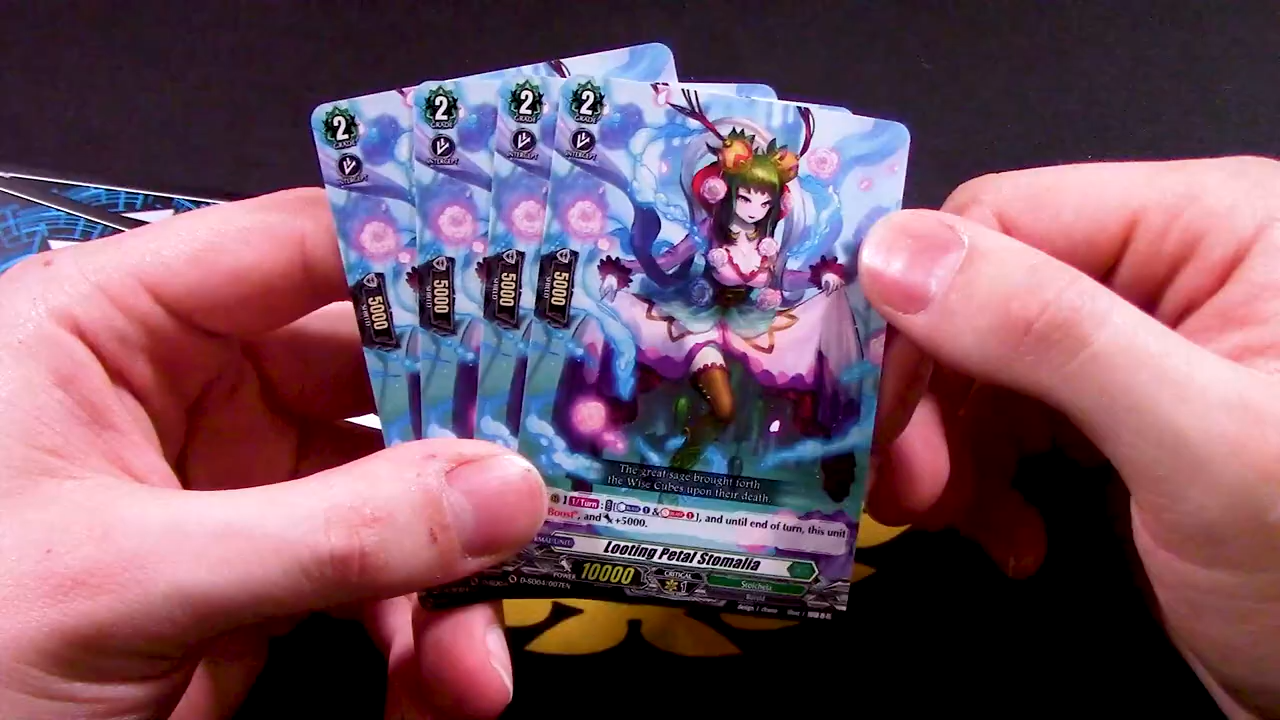 2
GRADE
INTERCEPT
5000
SHIELD
2
GRADE
INTERCEPT
5000
SHIELD
2
GRADE
INTERCEPT
5000
SHIELD
2
GRADE
INTERCEPT
5000
SHIELD
The great sage brought forth
the Wise Cubes upon their death.
1/Turn : & , and until end of turn, this unit
Boost", and +5000.
Looting Petal Stomalia
POWER 10000 CRITICAL 1 Stoicheia
D-SD04/007EN design /